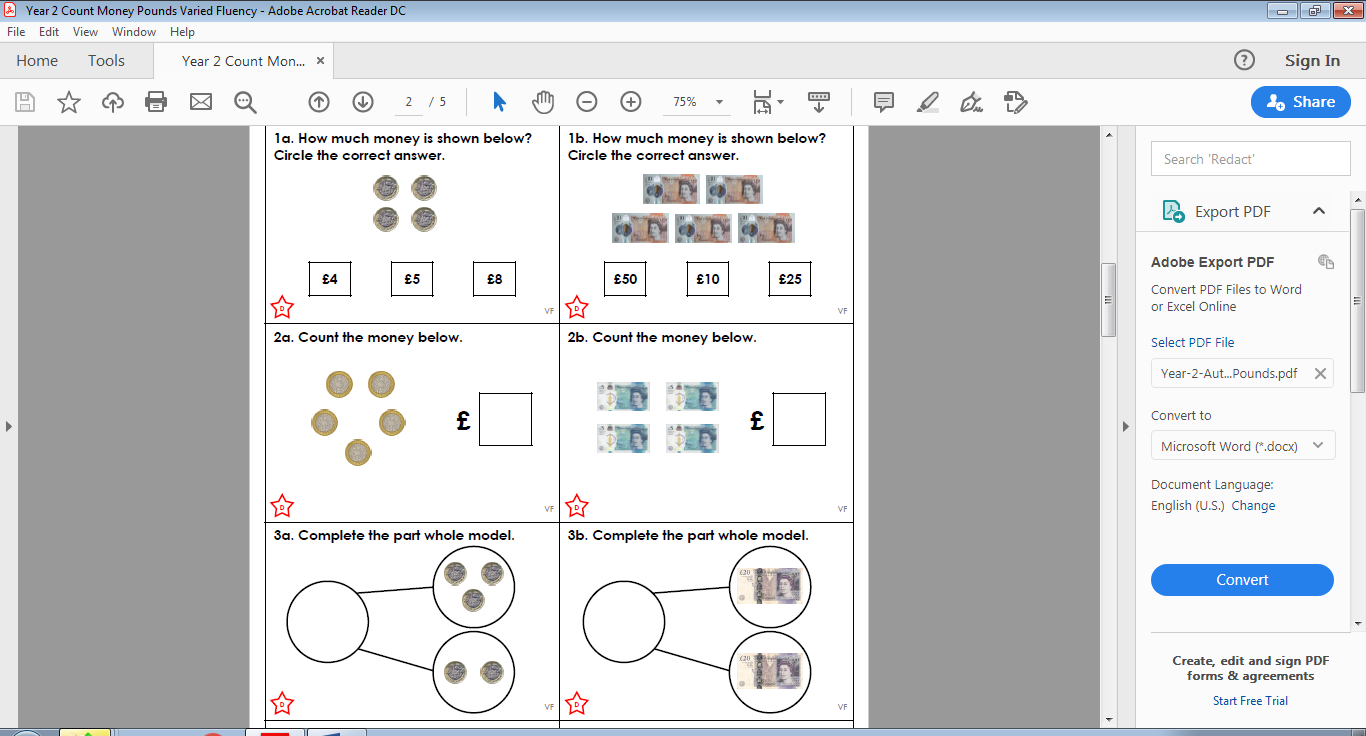 Year 2 Count Money Pounds Varied Fluency - Adobe Acrobat Reader DC
File Edit View Window Help
Home Tools Year 2 Count Mon... × ? Sign In
2 / 5 75% Share
1a. How much money is shown below?
Circle the correct answer.
£4 £5 £8
D VF
1b. How much money is shown below?
Circle the correct answer.
£50 £10 £25
D VF
2a. Count the money below.
£
D VF
2b. Count the money below.
£
D VF
3a. Complete the part whole model.
D VF
3b. Complete the part whole model.
£20
£20
D VF
Search 'Redact'
Export PDF
Adobe Export PDF
Convert PDF Files to Word
or Excel Online
Select PDF File
Year-2-Aut...Pounds.pdf
Convert to
Microsoft Word (*.docx)
Document Language:
English (U.S.) Change
Convert
Create, edit and sign PDF
forms & agreements
Start Free Trial